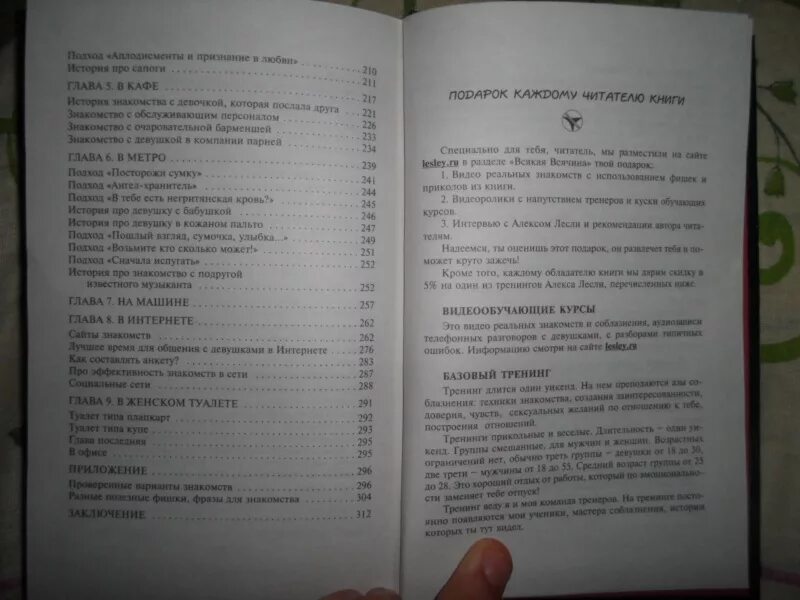 Подход «Аплодисменты и признание в любви» 210
История про сапоги 211
ГЛАВА 5. В КАФЕ 217
История знакомства с девочкой, которая послала друга 221
Знакомство с обслуживающим персоналом 226
Знакомство с очаровательной барменшей 233
Знакомство с девушкой в компании парней 234
ГЛАВА 6. В МЕТРО 239
Подход «Посторожи сумку» 241
Подход «Ангел-хранитель» 244
Подход «В тебе есть негритянская кровь?» 245
История про девушку с бабушкой 246
История про девушку в кожаном пальто 247
Подход «Пошлый взгляд, сумочка, улыбка...» 249
Подход «Возьмите кто сколько может!» 251
Подход «Сначала испугать» 252
История про знакомство с подругой
известного музыканта 252
ГЛАВА 7. НА МАШИНЕ 257
ГЛАВА 8. В ИНТЕРНЕТЕ 262
Сайты знакомств 262
Лучшее время для общения с девушками в Интернете 276
Как составлять анкету? 283
Про эффективность знакомств в сети 287
Социальные сети 288
ГЛАВА 9. В ЖЕНСКОМ ТУАЛЕТЕ 291
Туалет типа плацкарт 292
Туалет типа купе 293
Глава последняя 295
В офисе 295
ПРИЛОЖЕНИЕ 296
Проверенные варианты знакомств 296
Разные полезные фишки, фразы для знакомства 304
ЗАКЛЮЧЕНИЕ 312
ПОДАРОК КАЖДОМУ ЧИТАТЕЛЮ КНИГИ
Специально для тебя, читатель, мы разместили на сайте
lesley.ru в разделе «Всякая Всячина» твой подарок:
1. Видео реальных знакомств с использованием фишек и
приколов из книги.
2. Видеоролики с напутствием тренеров и куски обучающих
курсов.
3. Интервью с Алексом Лесли и рекомендации автора чита-
телям.
Надеемся, ты оценишь этот подарок, он развлечет тебя и по-
может круто зажечь!
Кроме того, каждому обладателю книги мы дарим скидку в
5% на один из тренингов Алекса Лесли, перечисленных ниже.
ВИДЕООБУЧАЮЩИЕ КУРСЫ
Это видео реальных знакомств и соблазнения, аудиозаписи
телефонных разговоров с девушками, с разборами типичных
ошибок. Информацию смотри на сайте lesley.ru
БАЗОВЫЙ ТРЕНИНГ
Тренинг длится один уикенд. На нем преподаются азы со-
блазнения: техники знакомства, создания заинтересованности,
доверия, чувств, сексуальных желаний по отношению к тебе,
построения отношений.
Тренинги прикольные и веселые. Длительность – один уи-
кенд. Группы смешанные, для мужчин и женщин. Возрастных
ограничений нет, обычно треть группы – девушки от 18 до 30,
две трети – мужчины от 18 до 55. Средний возраст группы от 25
до 28. Это хороший отдых от работы, который по эмоционально-
сти заменяет тебе отпуск!
Тренинг веду я и моя команда тренеров. На тренинге посто-
янно появляются мои ученики, мастера соблазнения, истории
которых ты тут видел.